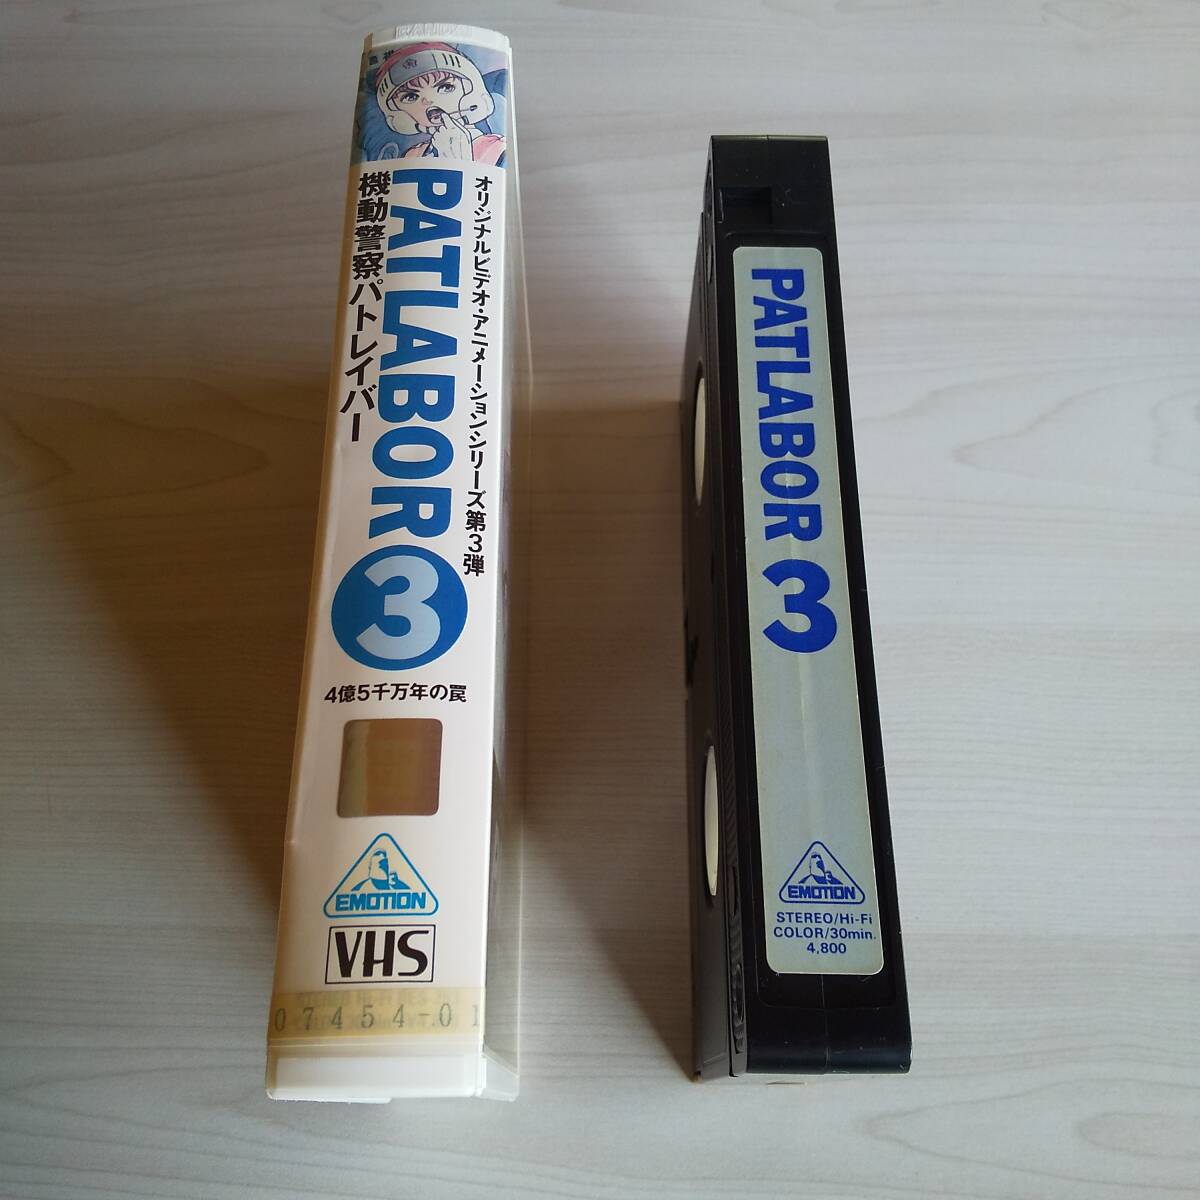 オリジナルビデオ・アニメーションシリーズ第3弾
PATLABOR 3
機動警察パトレイバー
4億5千万年の罠
EMOTION
VHS
07454-01
PATLABOR 3
EMOTION
STEREO/Hi-Fi
COLOR/30min.
4,800